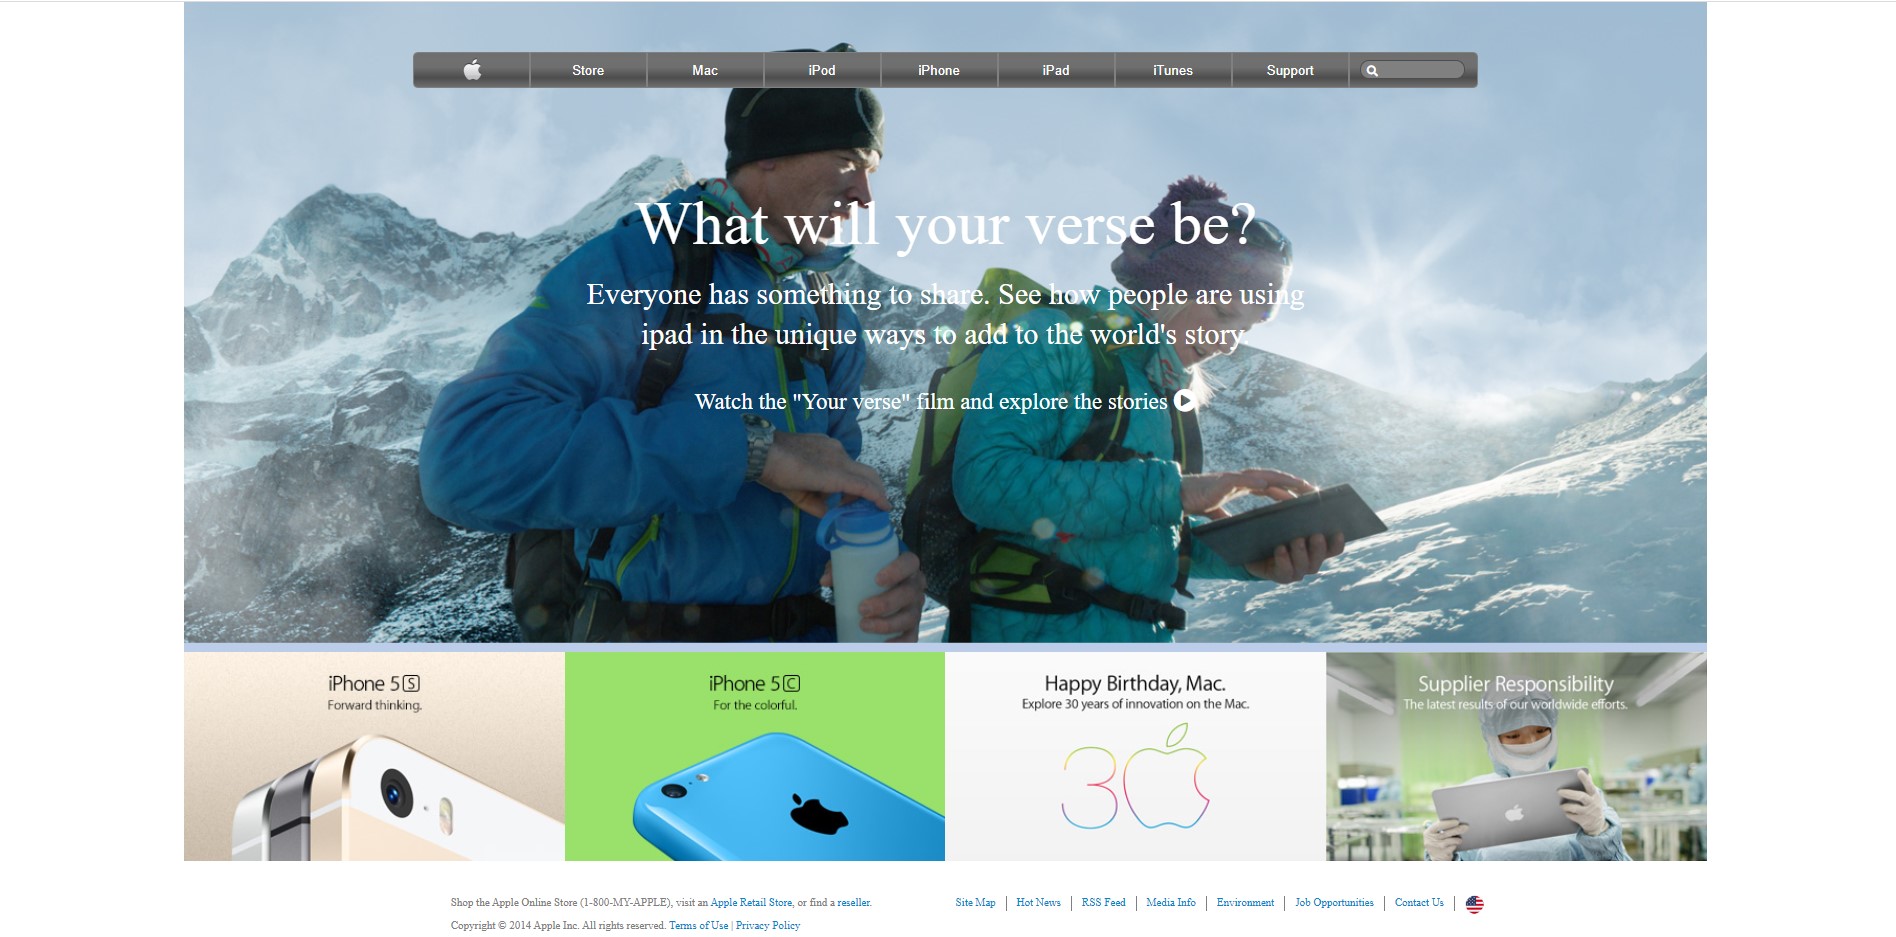 Store Mac iPod iPhone iPad iTunes Support
What will your verse be?
Everyone has something to share. See how people are using
ipad in the unique ways to add to the world's story.
Watch the "Your verse" film and explore the stories
iPhone 5S
Forward thinking.
iPhone 5C
For the colorful.
Happy Birthday, Mac.
Explore 30 years of innovation on the Mac.
30
Supplier Responsibility
The latest results of our worldwide efforts.
Shop the Apple Online Store (1-800-MY-APPLE), visit an Apple Retail Store, or find a reseller.
Site Map | Hot News | RSS Feed | Media Info | Environment | Job Opportunities | Contact Us |
Copyright © 2014 Apple Inc. All rights reserved. Terms of Use | Privacy Policy